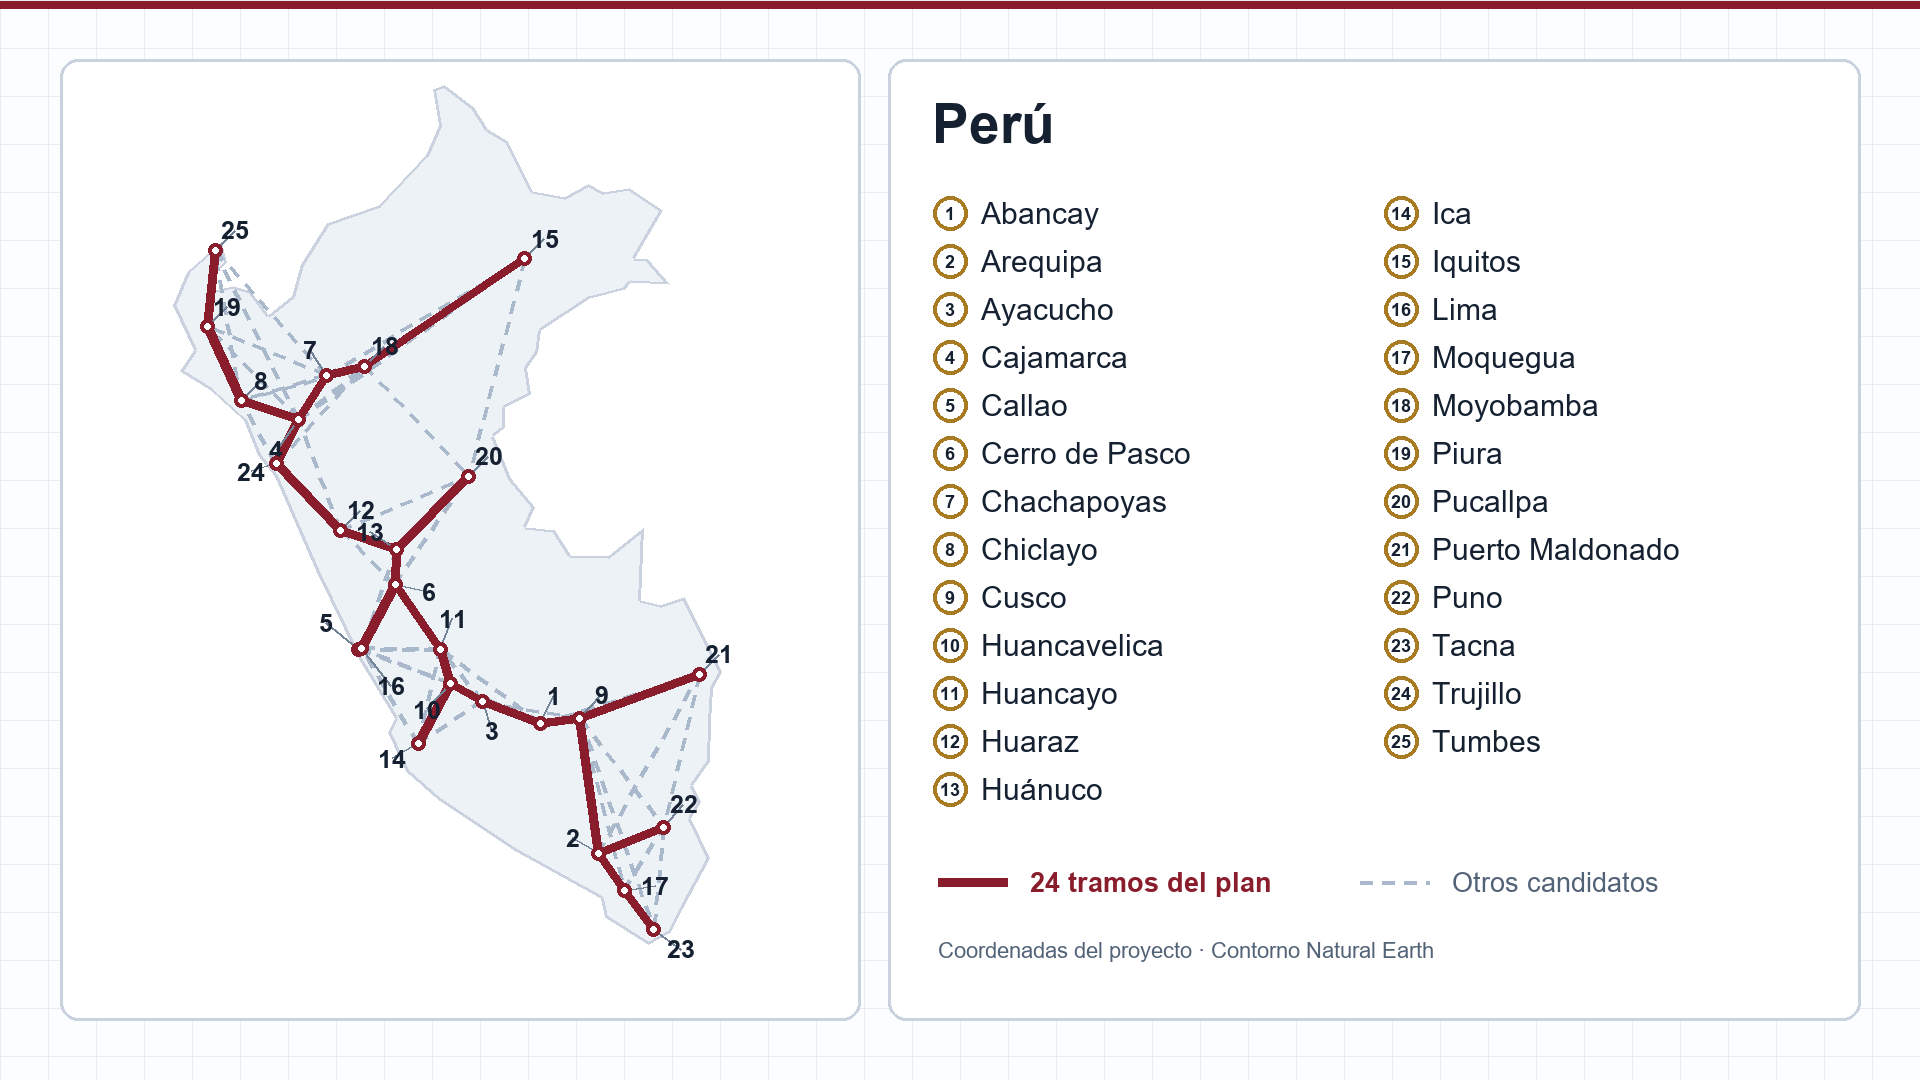 25
15
19
7
18
8
4
24
20
12
13
6
5
11
16
21
10
1
9
3
14
22
2
17
23
Perú
1 Abancay
2 Arequipa
3 Ayacucho
4 Cajamarca
5 Callao
6 Cerro de Pasco
7 Chachapoyas
8 Chiclayo
9 Cusco
10 Huancavelica
11 Huancayo
12 Huaraz
13 Huánuco
14 Ica
15 Iquitos
16 Lima
17 Moquegua
18 Moyobamba
19 Piura
20 Pucallpa
21 Puerto Maldonado
22 Puno
23 Tacna
24 Trujillo
25 Tumbes
24 tramos del plan
Otros candidatos
Coordenadas del proyecto · Contorno Natural Earth